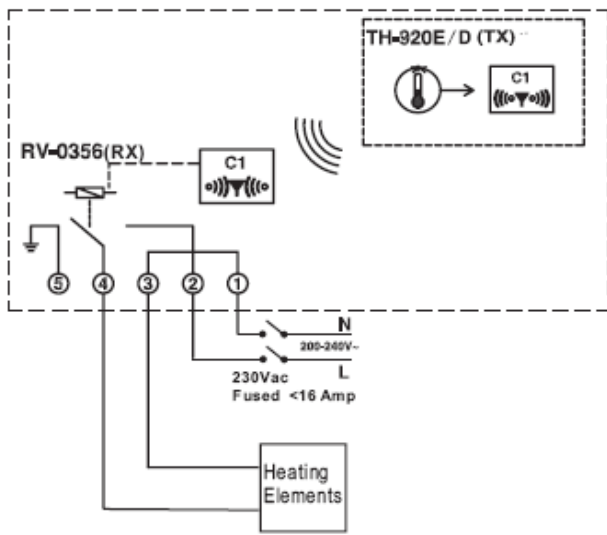 TH-920E/D (TX)
C1
RV-0356(RX)
C1
5
4
3
2
1
N
200-240V~
L
230Vac
Fused <16 Amp
Heating
Elements